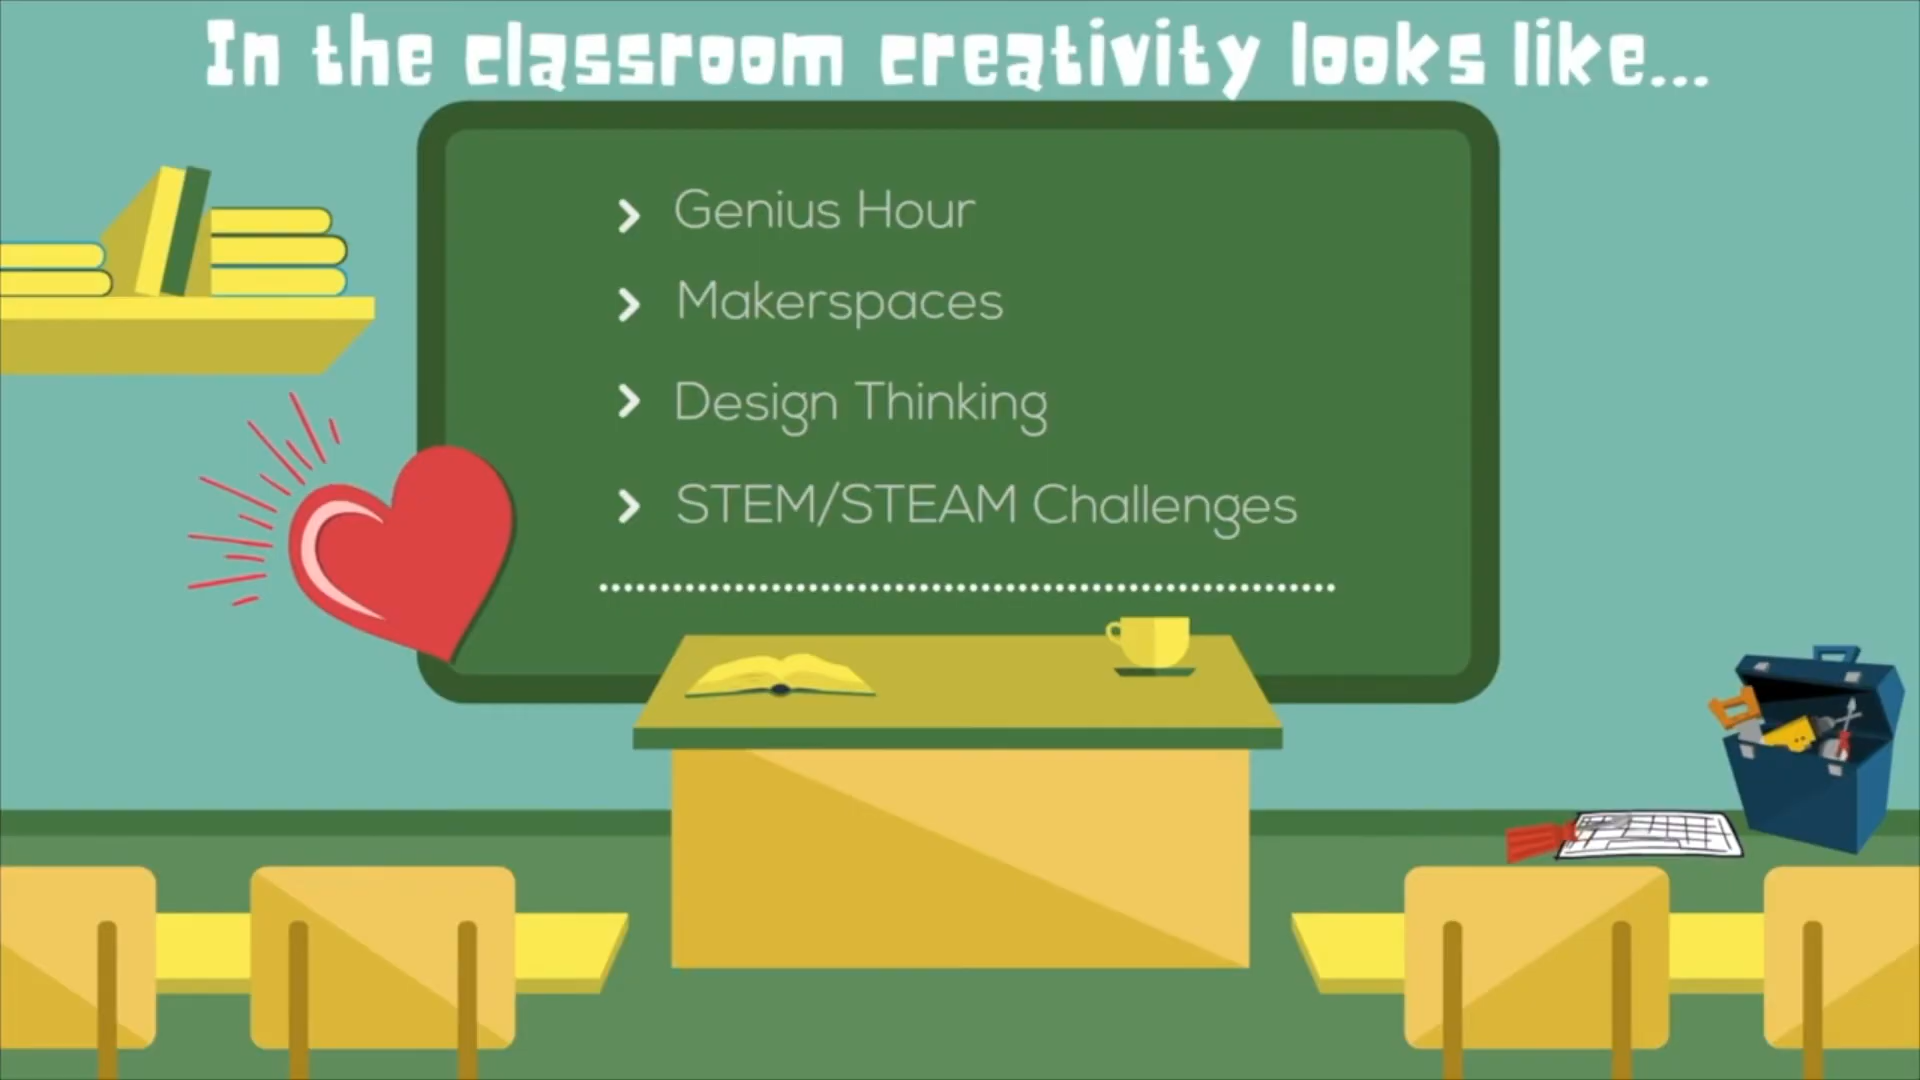 In the classroom creativity looks like...
Genius Hour
Makerspaces
Design Thinking
STEM/STEAM Challenges